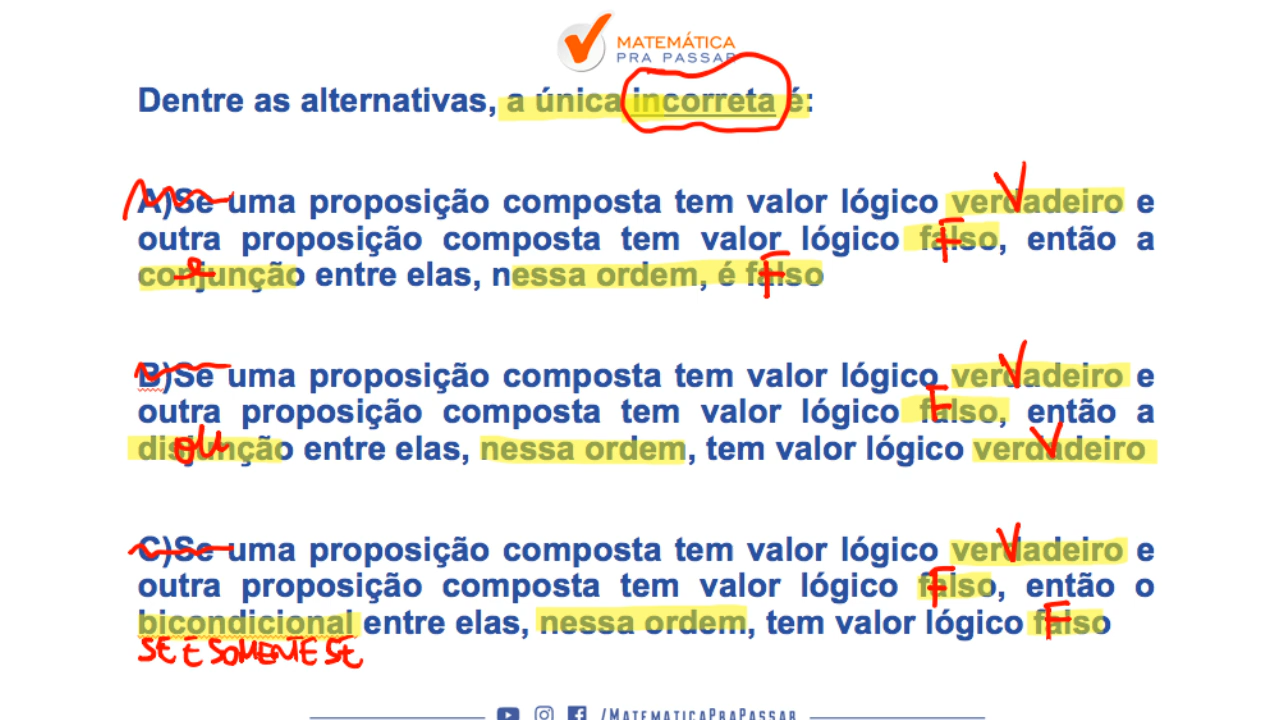 MATEMÁTICA
PRA PASSAR
Dentre as alternativas, a única incorreta é:
A)Se uma proposição composta tem valor lógico verdadeiro e
V
outra proposição composta tem valor lógico falso, então a
F
conjunção entre elas, nessa ordem, é falso
e F
B)Se uma proposição composta tem valor lógico verdadeiro e
V
outra proposição composta tem valor lógico falso, então a
F
disjunção entre elas, nessa ordem, tem valor lógico verdadeiro
ou V
C)Se uma proposição composta tem valor lógico verdadeiro e
V
outra proposição composta tem valor lógico falso, então o
F
bicondicional entre elas, nessa ordem, tem valor lógico falso
F
SE E SOMENTE SE
/MATEMATICAPRAPASSAR